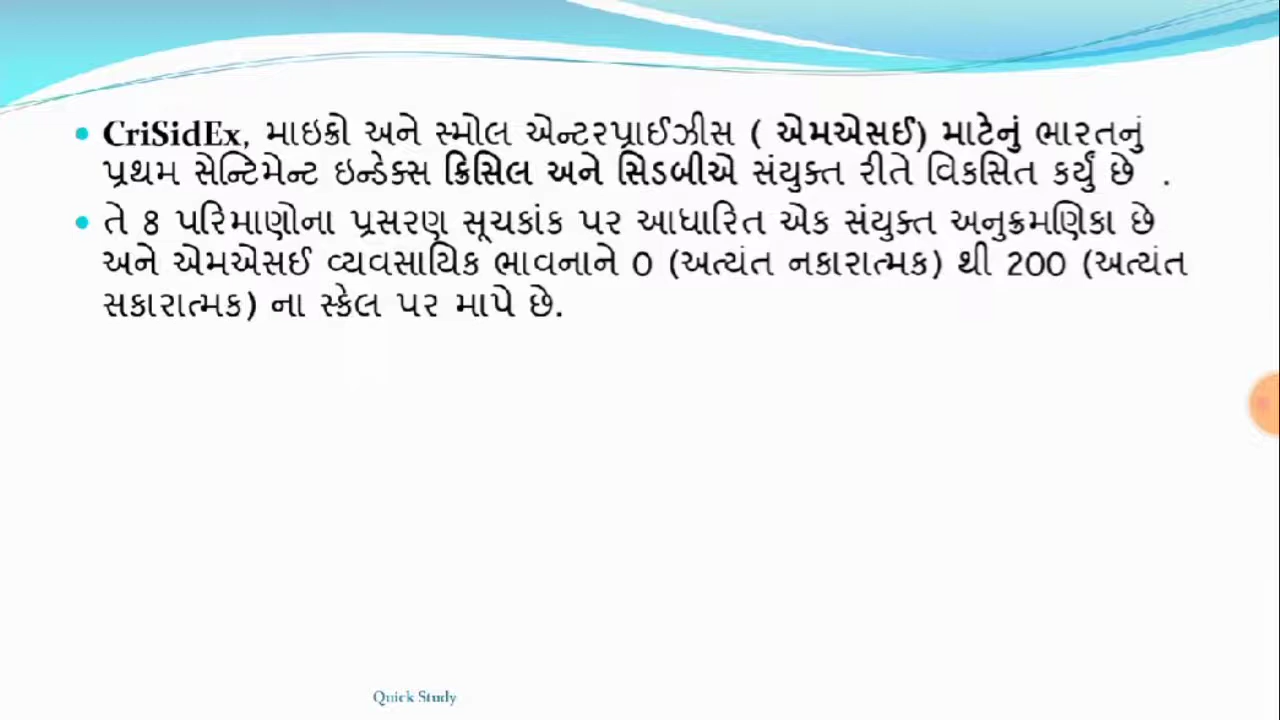 • CriSidEx, માઇક્રો અને સ્મોલ એન્ટરપ્રાઈઝીસ ( એમએસઈ) માટેનું ભારતનું
પ્રથમ સેન્ટિમેન્ટ ઇન્ડેક્સ ક્રિસિલ અને સિડબીએ સંયુક્ત રીતે વિકસિત કર્યું છે .
• તે 8 પરિમાણોના પ્રસરણ સૂચકાંક પર આધારિત એક સંયુક્ત અનુક્રમણિકા છે
અને એમએસઈ વ્યવસાયિક ભાવનાને 0 (અત્યંત નકારાત્મક) થી 200 (અત્યંત
સકારાત્મક) ના સ્કેલ પર માપે છે.
Quick Study